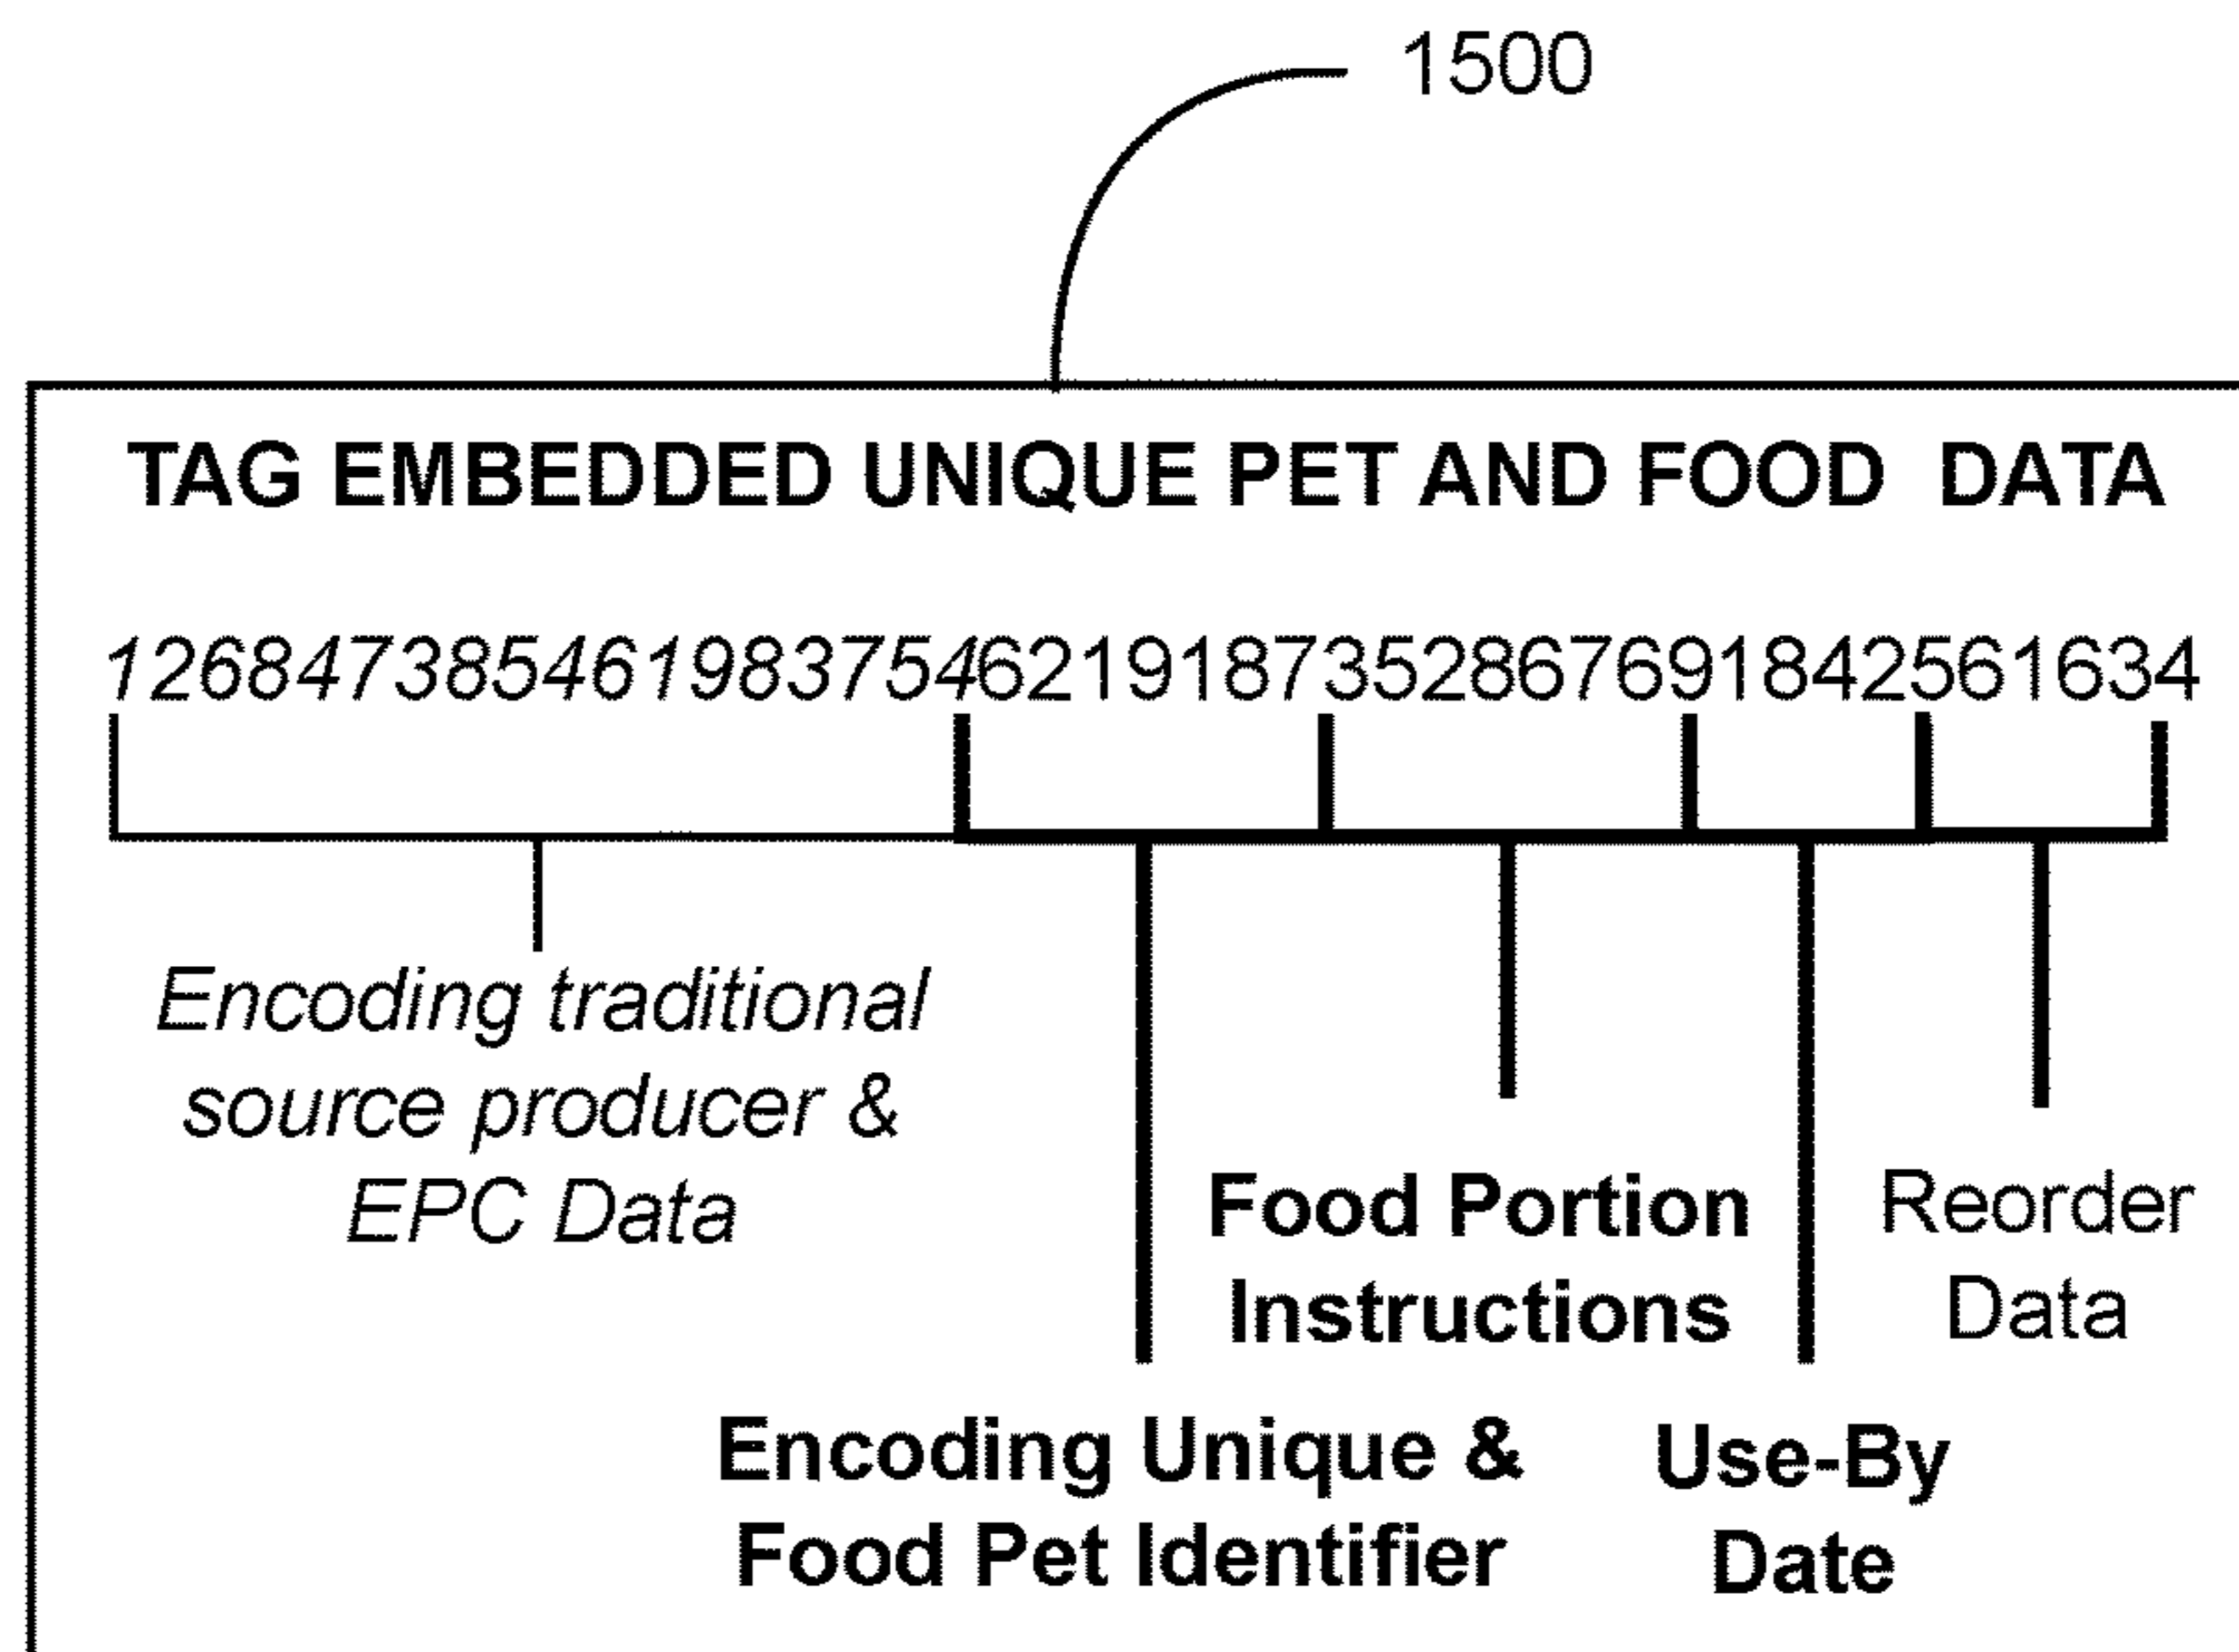 1500
TAG EMBEDDED UNIQUE PET AND FOOD DATA
1268473854619837546219187352867691842561634
Encoding traditional
source producer &
EPC Data
Food Portion
Instructions
Reorder
Data
Encoding Unique &
Food Pet Identifier
Use-By
Date